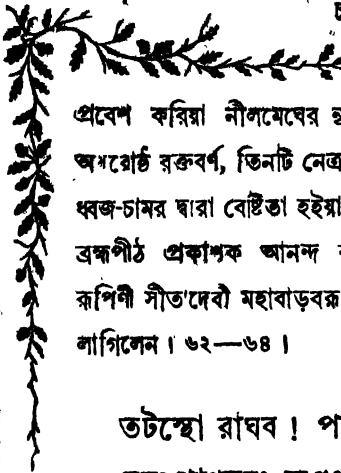 প্রবেশ করিয়া নীলমেঘের
অধরোষ্ঠ রক্তবর্ণ, তিনটি নেত্র
ধ্বজ-চামর দ্বারা বেষ্টিতা হইয়া
ব্রহ্মপীঠ প্রকাশক আনন্দ
রূপিণী সীতাদেবী মহাবাড়বরূ
লাগিলেন। ৬২—৬৪।
তটস্থো রাঘব! প